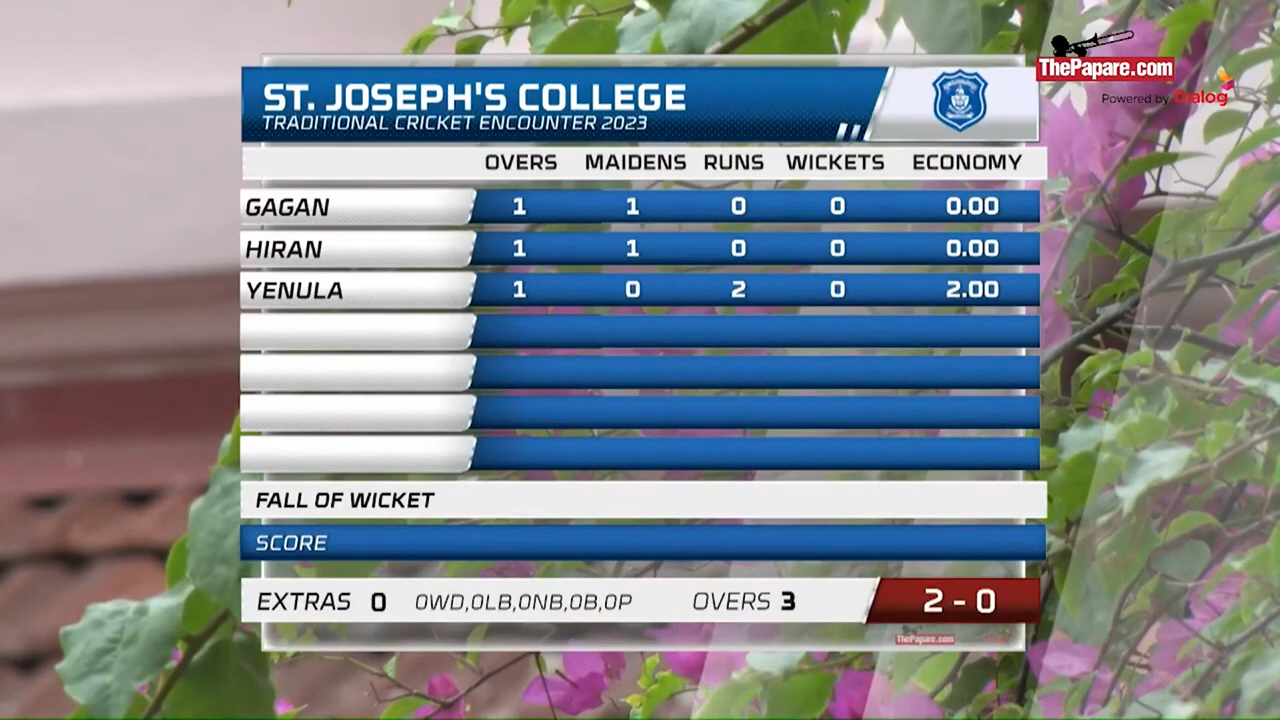 ThePapare.com
Powered by Dialog
ST. JOSEPH'S COLLEGE
TRADITIONAL CRICKET ENCOUNTER 2023
OVERS MAIDENS RUNS WICKETS ECONOMY
GAGAN 1 1 0 0 0.00
HIRAN 1 1 0 0 0.00
YENULA 1 0 2 0 2.00
FALL OF WICKET
SCORE
EXTRAS 0 0WD,0LB,0NB,0B,0P OVERS 3 2 - 0
ThePapare.com